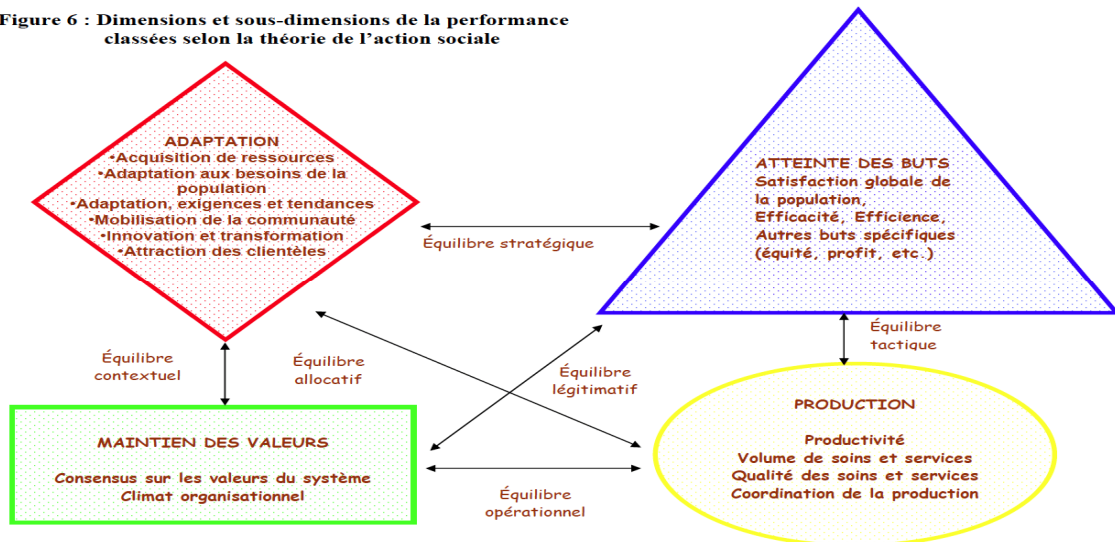 Figure 6 : Dimensions et sous-dimensions de la performance
classées selon la théorie de l'action sociale
ADAPTATION
•Acquisition de ressources
•Adaptation aux besoins de la
population
•Adaptation, exigences et tendances
•Mobilisation de la communauté
•Innovation et transformation
•Attraction des clientèles
ATTEINTE DES BUTS
Satisfaction globale de
la population,
Efficacité, Efficience,
Autres buts spécifiques
(équité, profit, etc.)
Équilibre stratégique
Équilibre
contextuel
Équilibre
allocatif
Équilibre
légitimatif
Équilibre
tactique
MAINTIEN DES VALEURS
Consensus sur les valeurs du système
Climat organisationnel
Équilibre
opérationnel
PRODUCTION
Productivité
Volume de soins et services
Qualité des soins et services
Coordination de la production